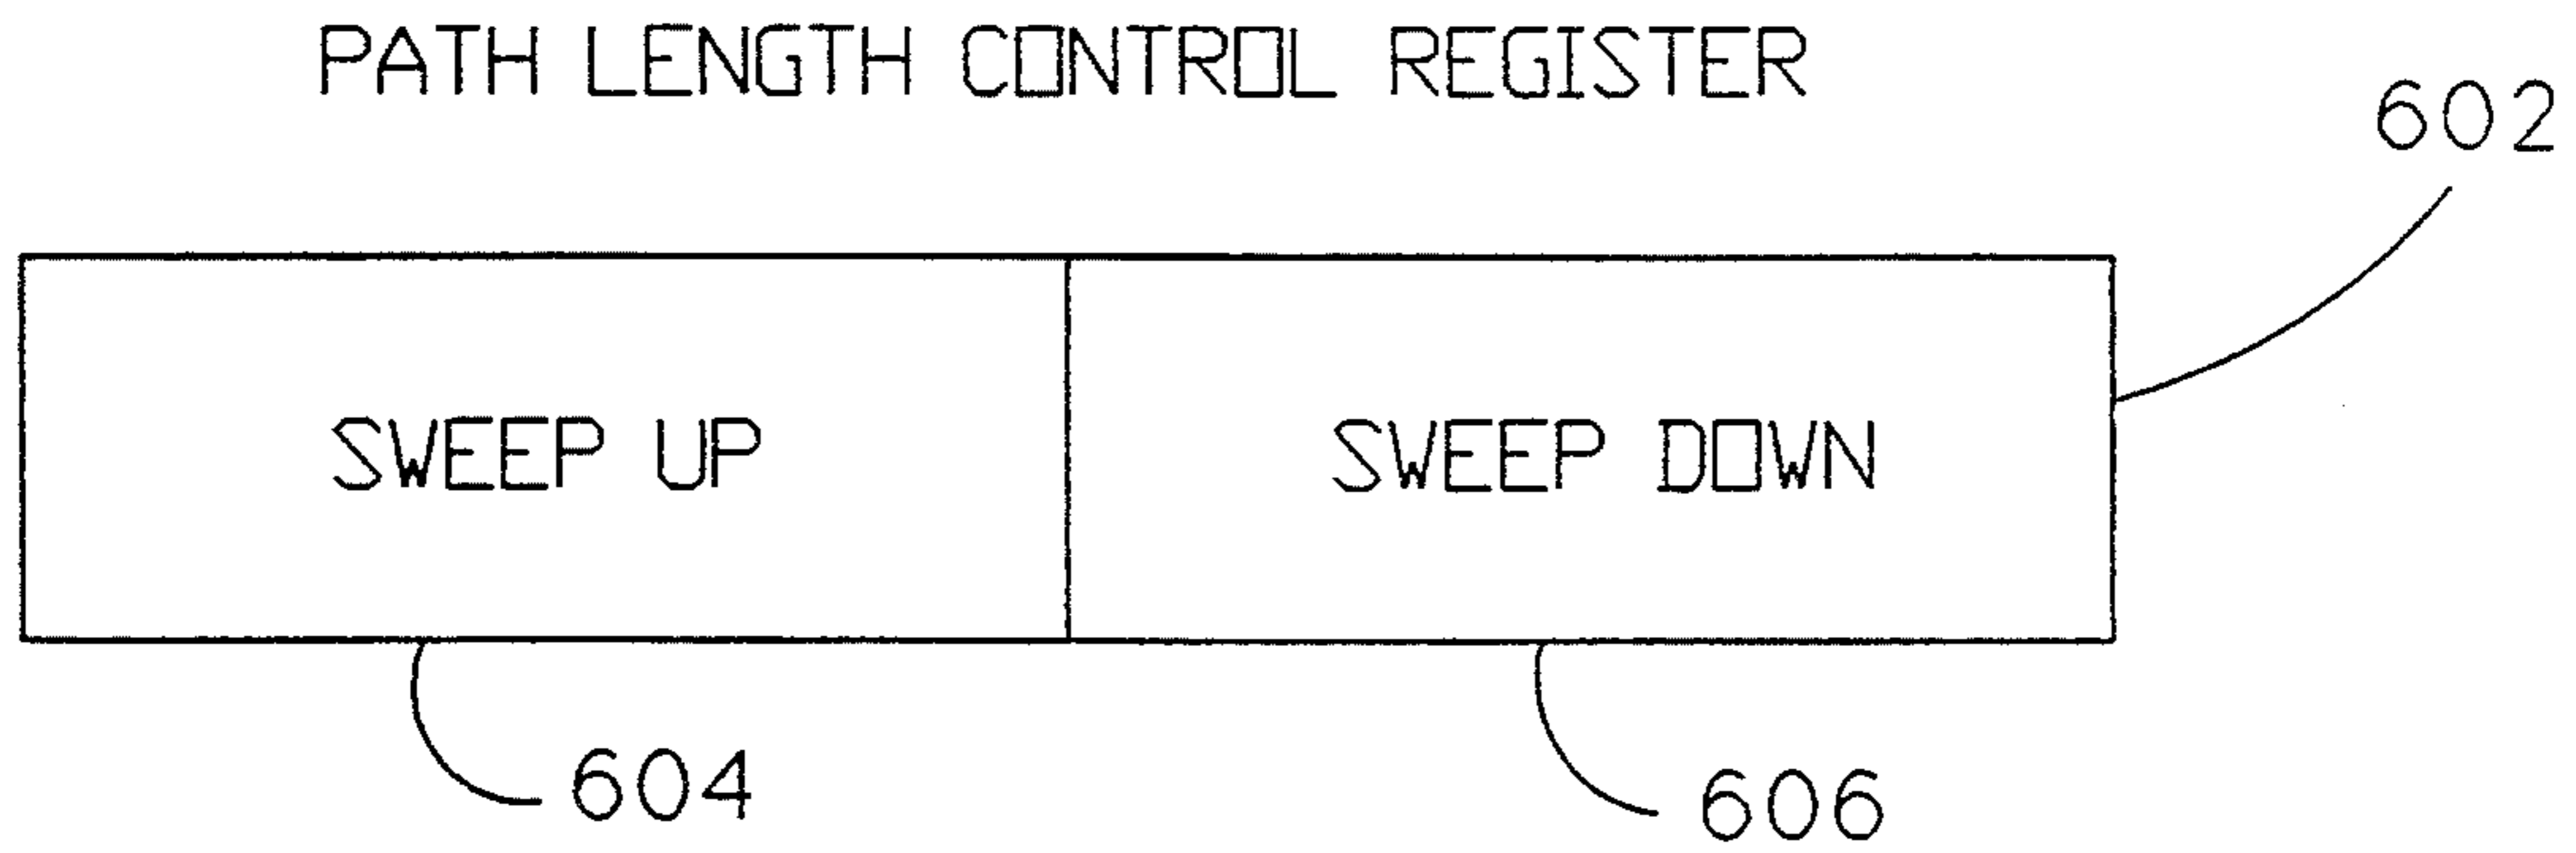 PATH LENGTH CONTROL REGISTER
602
SWEEP UP
SWEEP DOWN
604
606